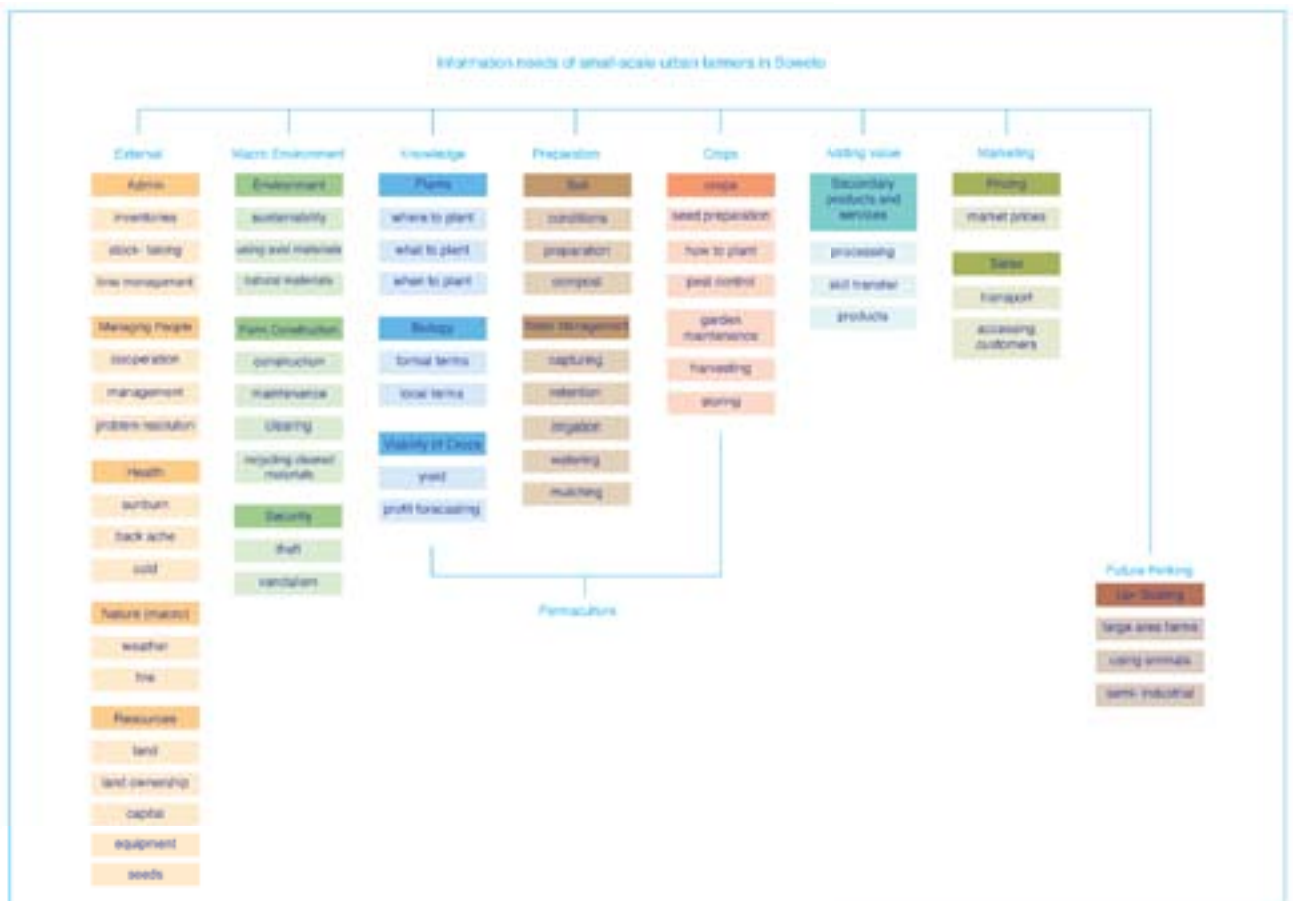 Information needs of small-scale urban farmers in Soweto
External
Macro Environment
Knowledge
Preparation
Crops
Adding Value
Marketing
Admin
inventories
stock- taking
time management
Managing People
cooperation
management
problem resolution
Health
sunburn
back ache
cold
Nature (macro)
weather
fire
Resources
land
land ownership
capital
equipment
seeds
Environment
sustainability
using avid materials
natural materials
Farm Construction
construction
maintenance
clearing
recycling cleared
materials
Security
theft
vandalism
Plants
where to plant
what to plant
when to plant
Biology
formal terms
local terms
Viability of Crops
yield
profit forecasting
Soil
conditions
preparation
compost
Water Management
capturing
retention
irrigation
watering
mulching
crops
seed preparation
how to plant
pest control
garden
maintenance
harvesting
storing
Permaculture
Secondary
products and
services
processing
skill transfer
products
Pricing
market prices
Sales
transport
accessing
customers
Future thinking
Up- Scaling
large area farms
using animals
semi- industrial